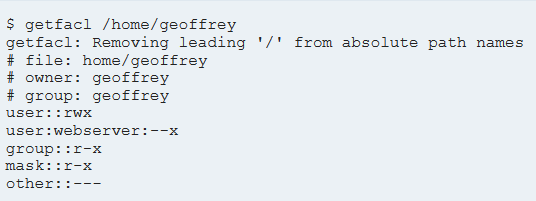 $ getfacl /home/geoffrey
getfacl: Removing leading '/' from absolute path names
# file: home/geoffrey
# owner: geoffrey
# group: geoffrey
user::rwx
user:webserver:--x
group::r-x
mask::r-x
other::---